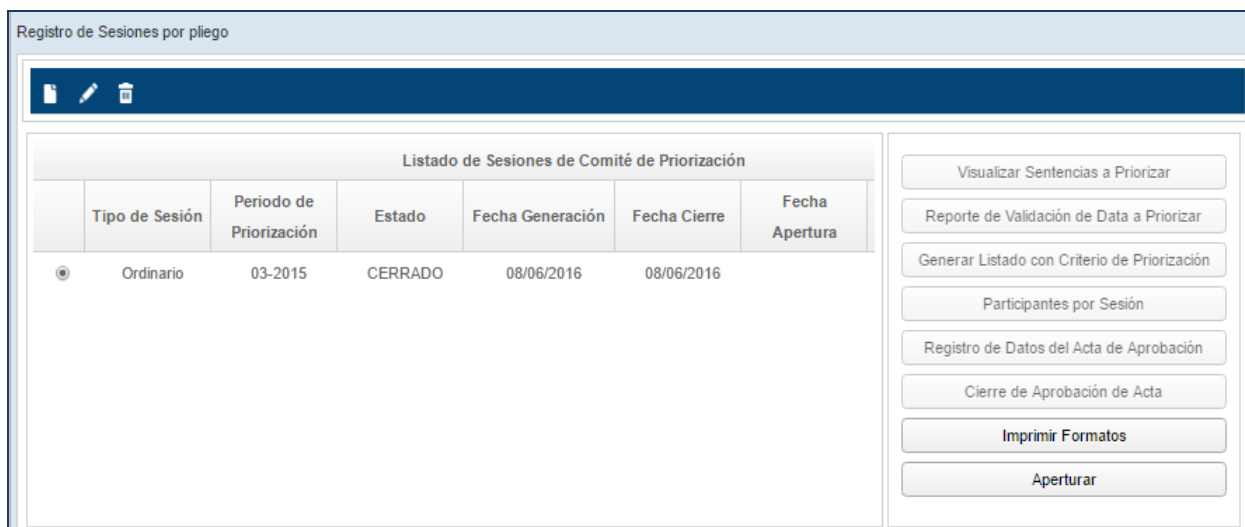 Registro de Sesiones por pliego
Listado de Sesiones de Comité de Priorización
Tipo de Sesión
Periodo de
Priorización
Estado
Fecha Generación
Fecha Cierre
Fecha
Apertura
Ordinario 03-2015 CERRADO 08/06/2016 08/06/2016
Visualizar Sentencias a Priorizar
Reporte de Validación de Data a Priorizar
Generar Listado con Criterio de Priorización
Participantes por Sesión
Registro de Datos del Acta de Aprobación
Cierre de Aprobación de Acta
Imprimir Formatos
Aperturar